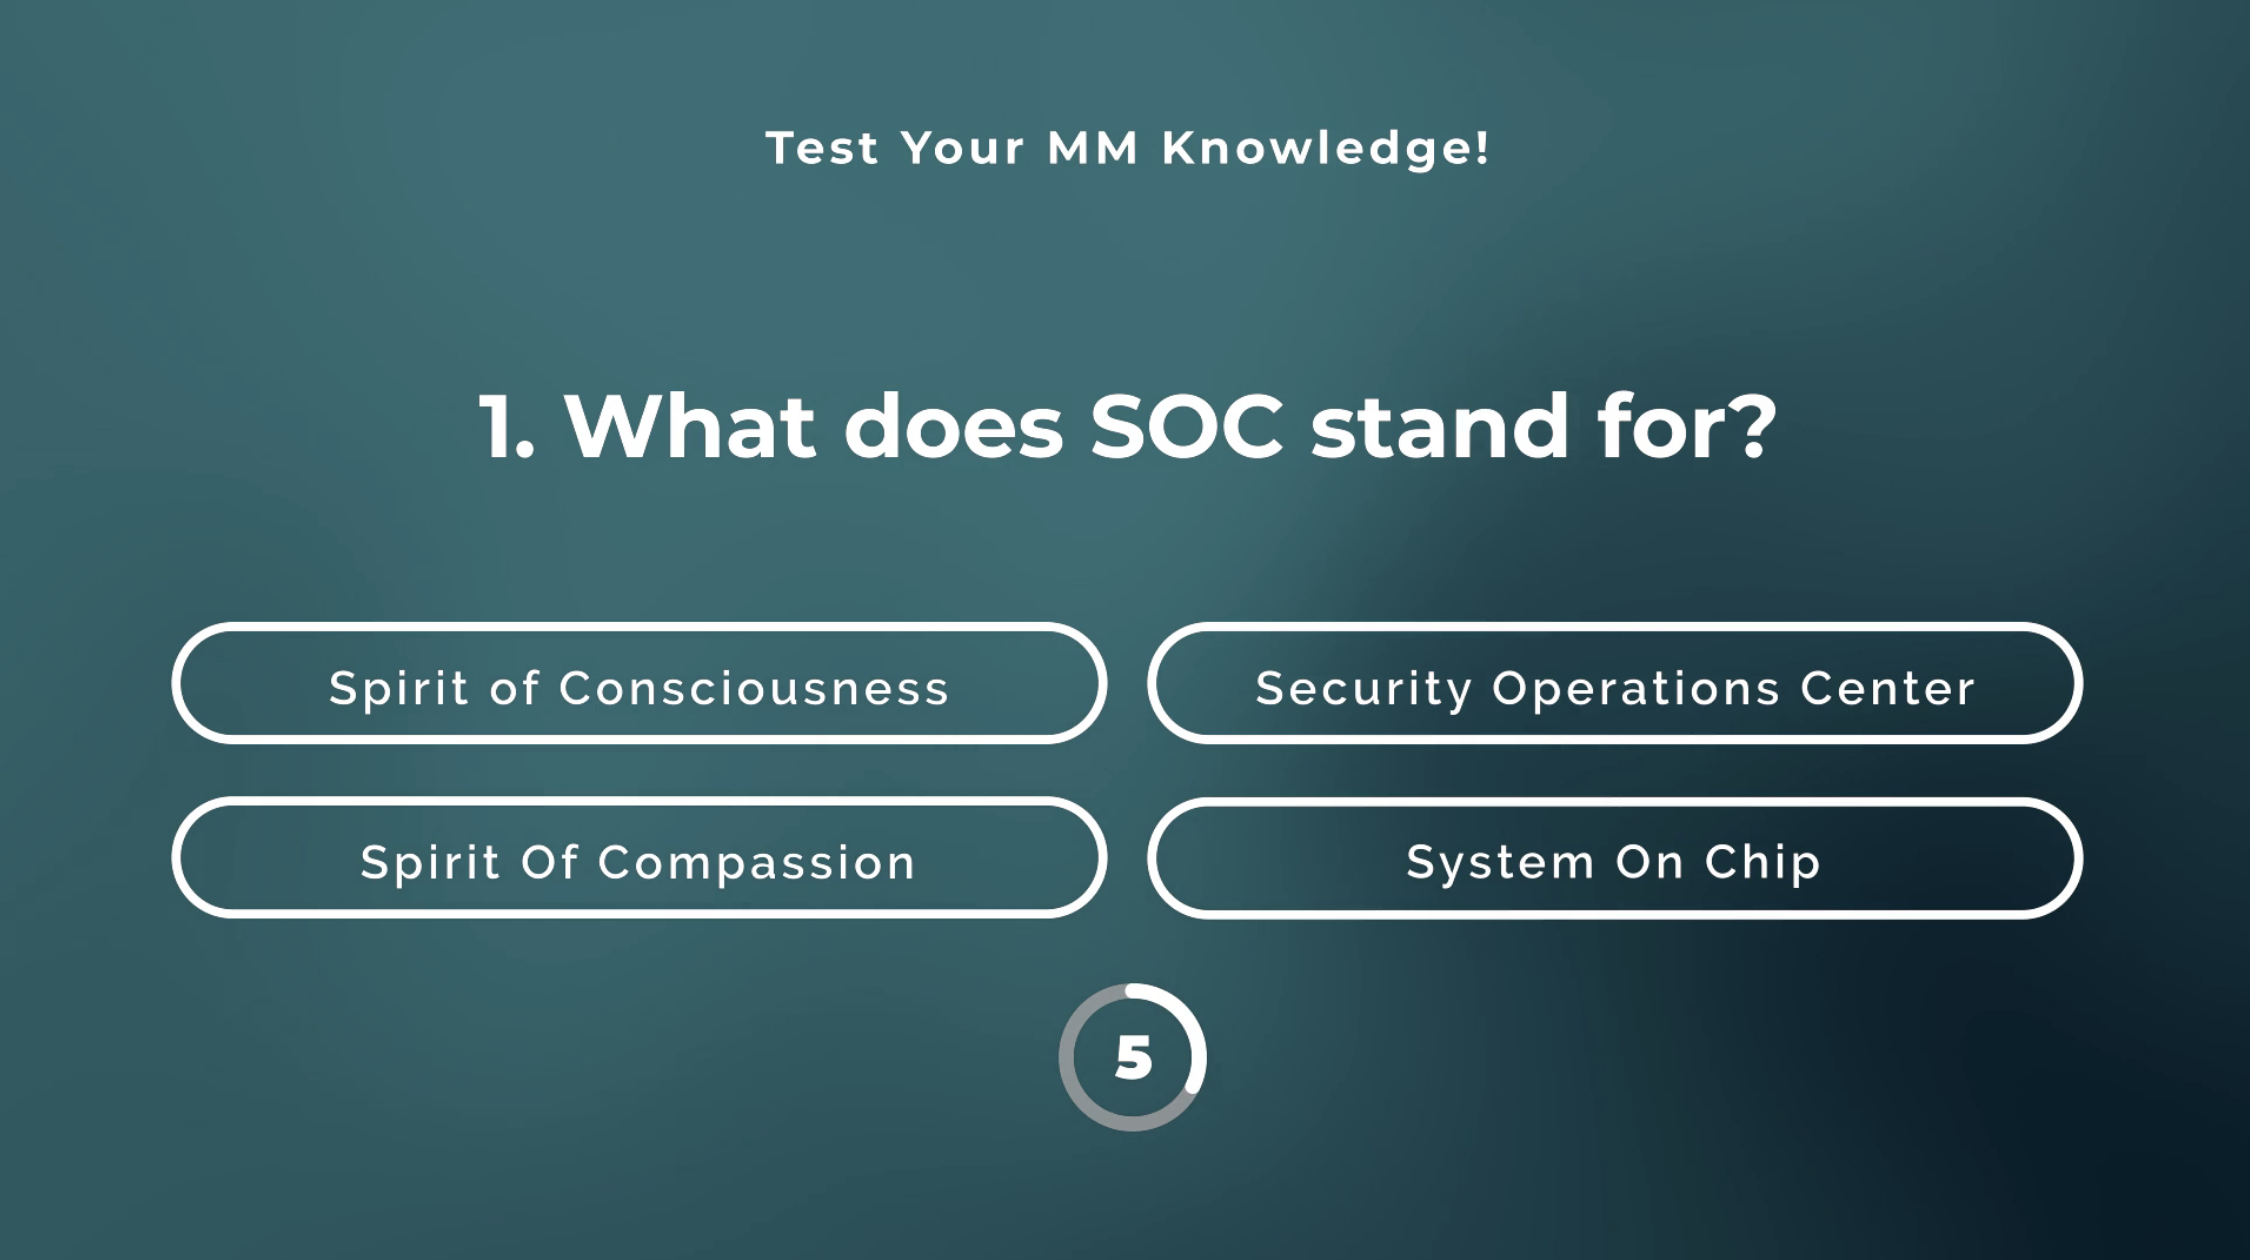 Test Your MM Knowledge!
1. What does SOC stand for?
Spirit of Consciousness
Security Operations Center
Spirit Of Compassion
System On Chip
5